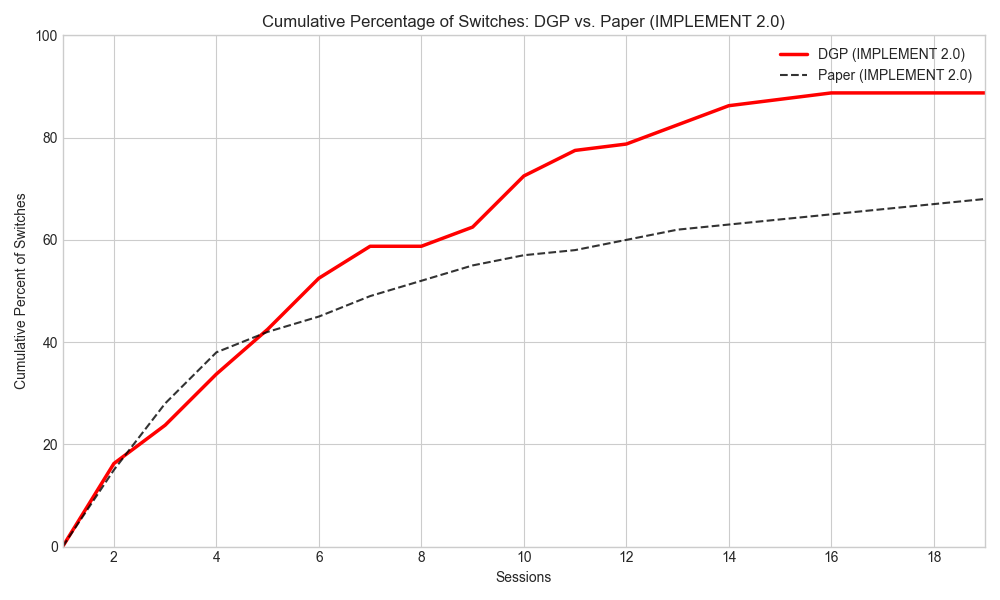 Cumulative Percentage of Switches: DGP vs. Paper (IMPLEMENT 2.0)
DGP (IMPLEMENT 2.0)
Paper (IMPLEMENT 2.0)
Cumulative Percent of Switches
100
80
60
40
20
0
2 4 6 8 10 12 14 16 18
Sessions